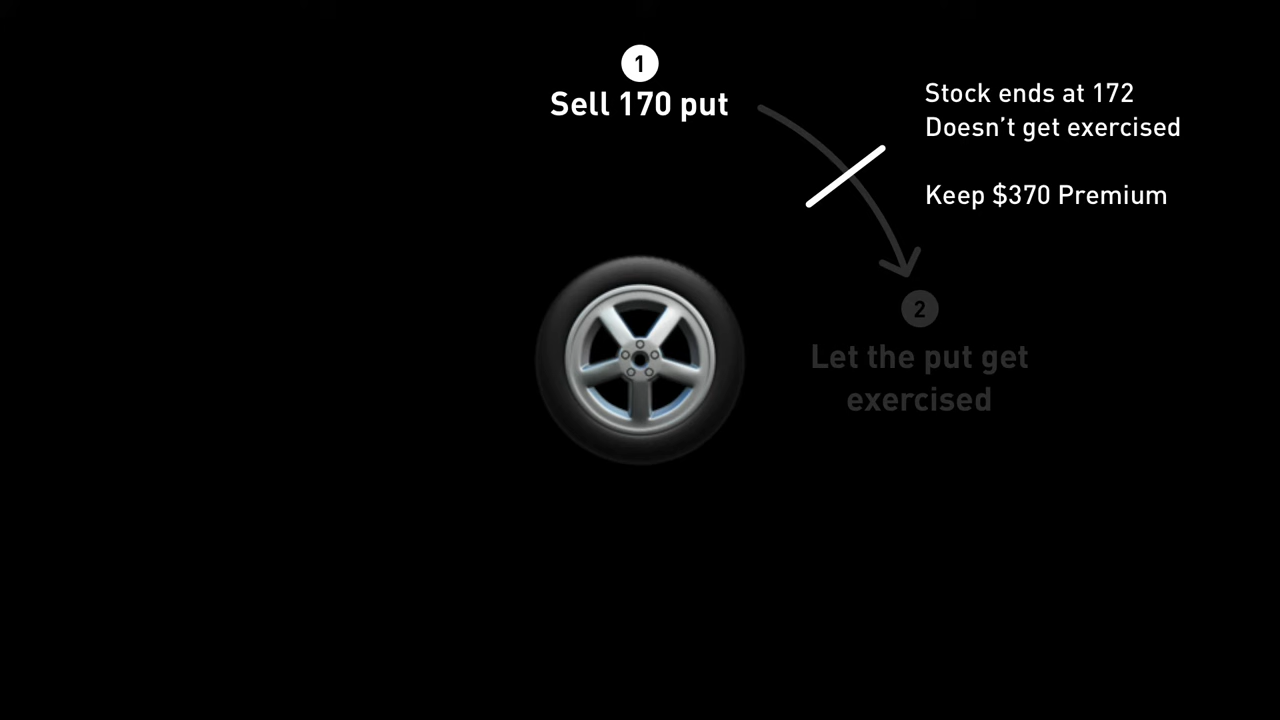 1
Sell 170 put
Stock ends at 172
Doesn't get exercised
Keep $370 Premium
2
Let the put get
exercised